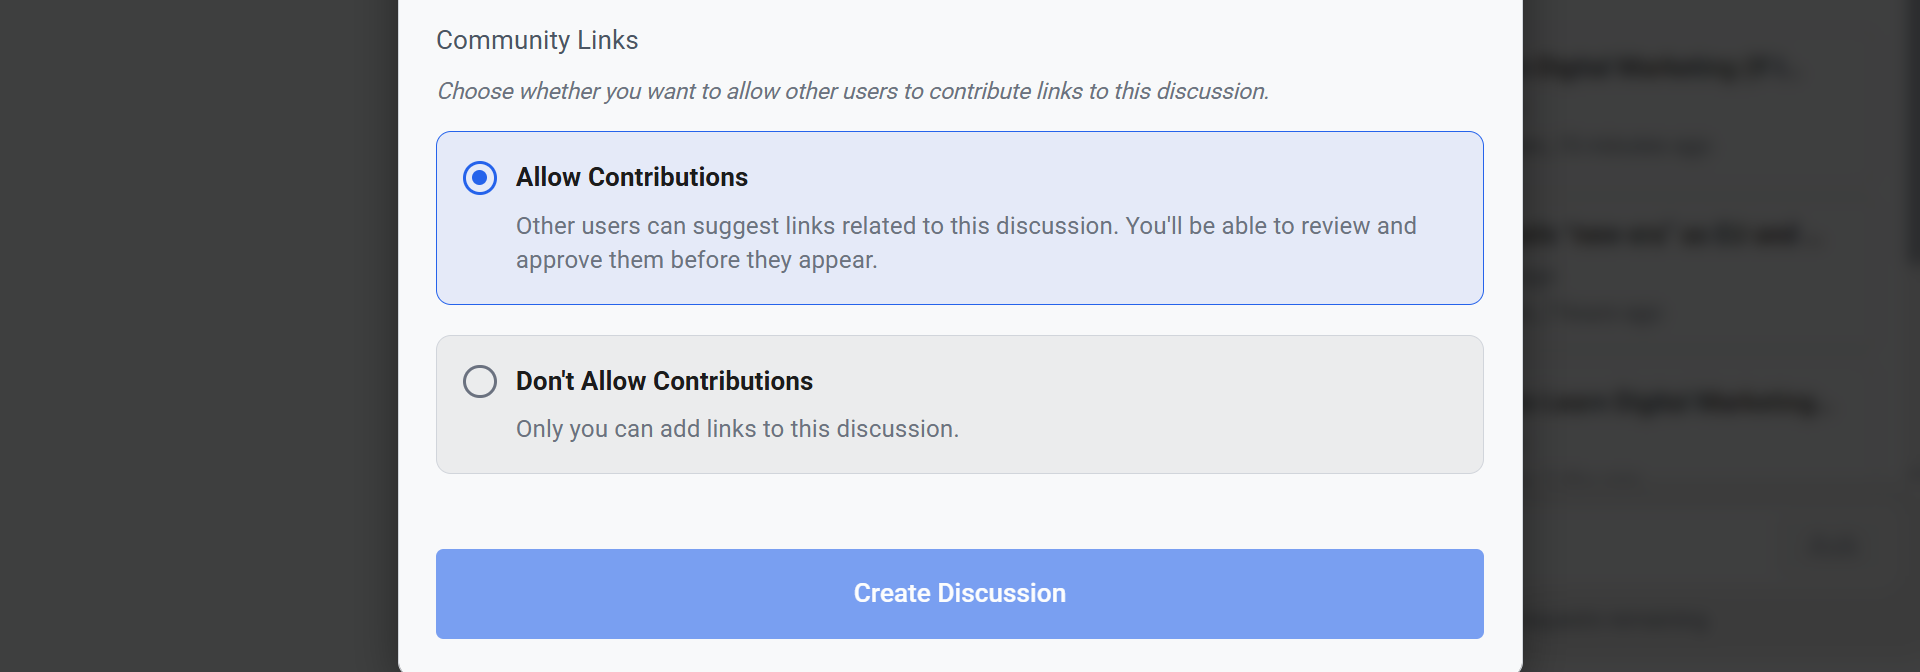 Community Links
Choose whether you want to allow other users to contribute links to this discussion.
Allow Contributions
Other users can suggest links related to this discussion. You'll be able to review and
approve them before they appear.
Don't Allow Contributions
Only you can add links to this discussion.
Create Discussion